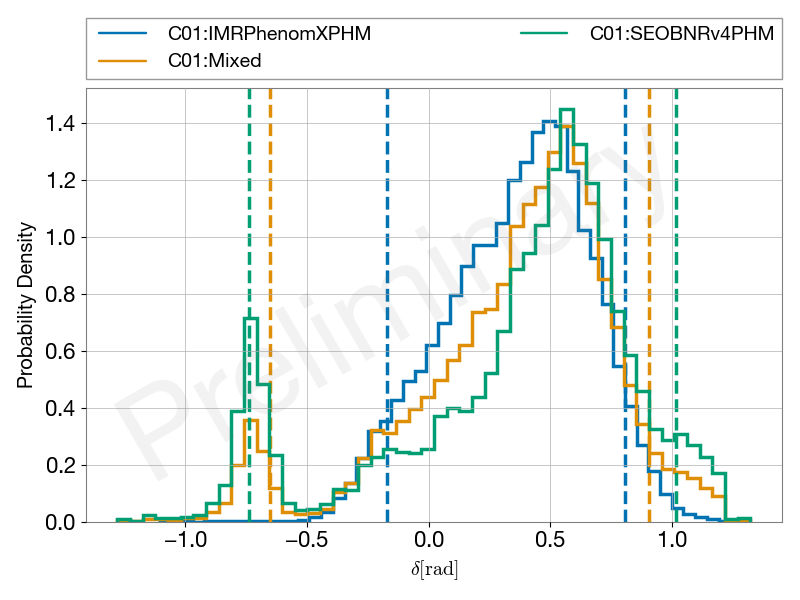 C01:IMRPhenomXPHM
C01:Mixed
C01:SEOBNRv4PHM
Preliminary
Probability Density
1.4
1.2
1.0
0.8
0.6
0.4
0.2
0.0
−1.0 −0.5 0.0 0.5 1.0
δ[rad]